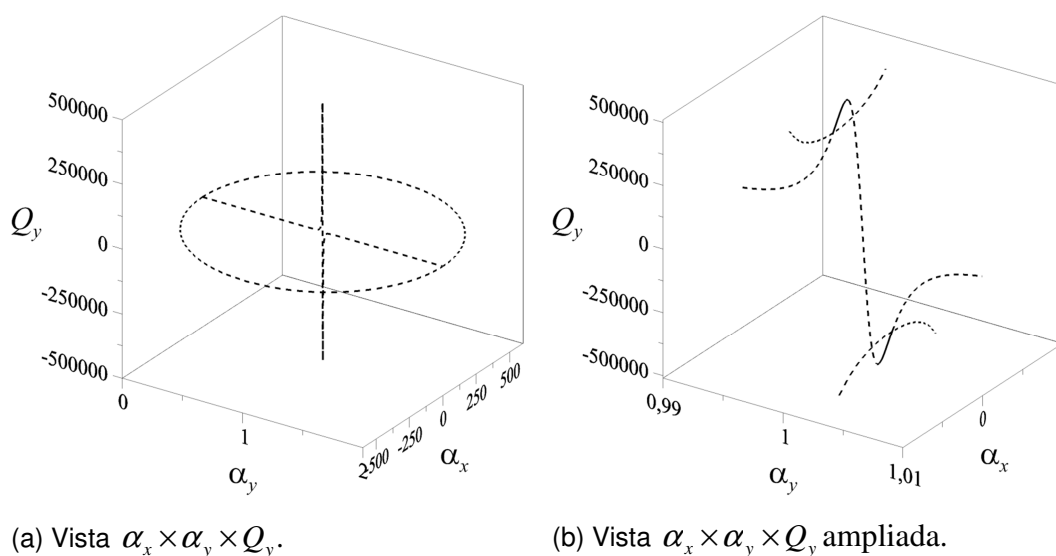 500000
250000
Q_y
0
-250000
-500000
0
1
2
α_y
-500
-250
0
250
500
α_x
500000
250000
Q_y
0
-250000
-500000
0,99
1
1,01
α_y
0
α_x
(a) Vista α_x × α_y × Q_y.
(b) Vista α_x × α_y × Q_y ampliada.